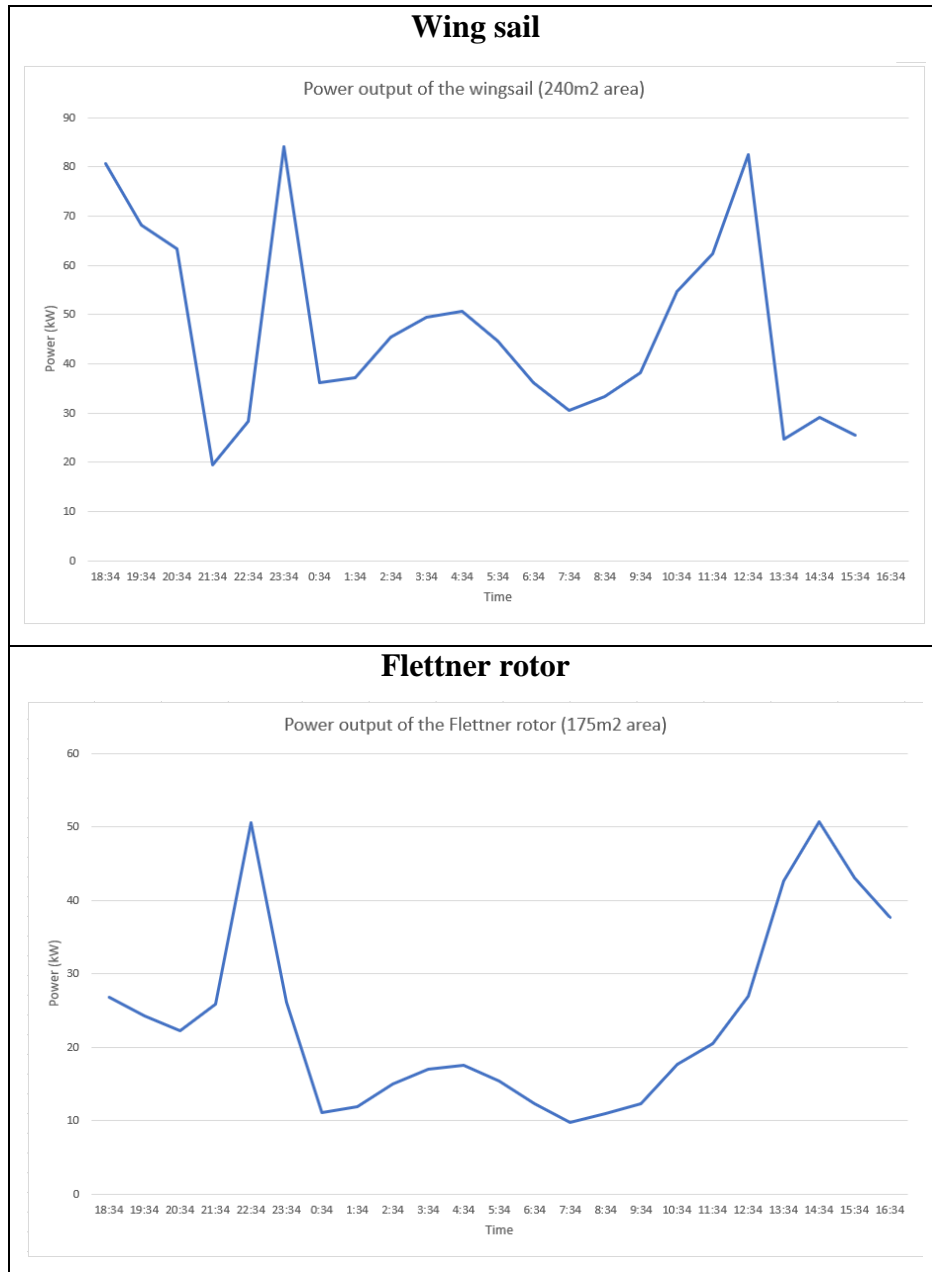 Wing sail
Power output of the wingsail (240m2 area)
90
80
70
60
50
40
30
20
10
0
Power (kW)
18:34 19:34 20:34 21:34 22:34 23:34 0:34 1:34 2:34 3:34 4:34 5:34 6:34 7:34 8:34 9:34 10:34 11:34 12:34 13:34 14:34 15:34 16:34
Time
Flettner rotor
Power output of the Flettner rotor (175m2 area)
60
50
40
30
20
10
0
Power (kW)
18:34 19:34 20:34 21:34 22:34 23:34 0:34 1:34 2:34 3:34 4:34 5:34 6:34 7:34 8:34 9:34 10:34 11:34 12:34 13:34 14:34 15:34 16:34
Time